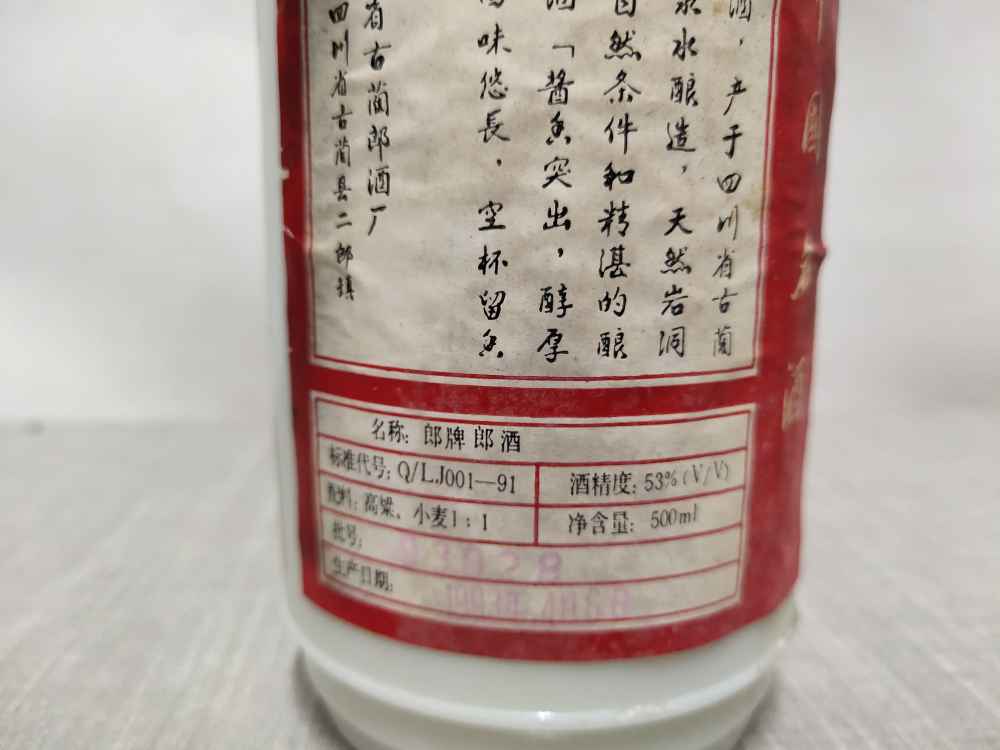 酒，产于四川省古蔺
泉水酿造，天然岩洞
自然条件和精湛的酿
酒「酱香突出，醇厚
味悠長，空杯留香
省古蔺郎酒厂
四川省古蔺县二郎镇
名称：郎牌郎酒
标准代号：Q/LJ001—91
酒精度：53%(V/V)
配料：高粱、小麦1：1
净含量：500ml
批号：
生产日期：